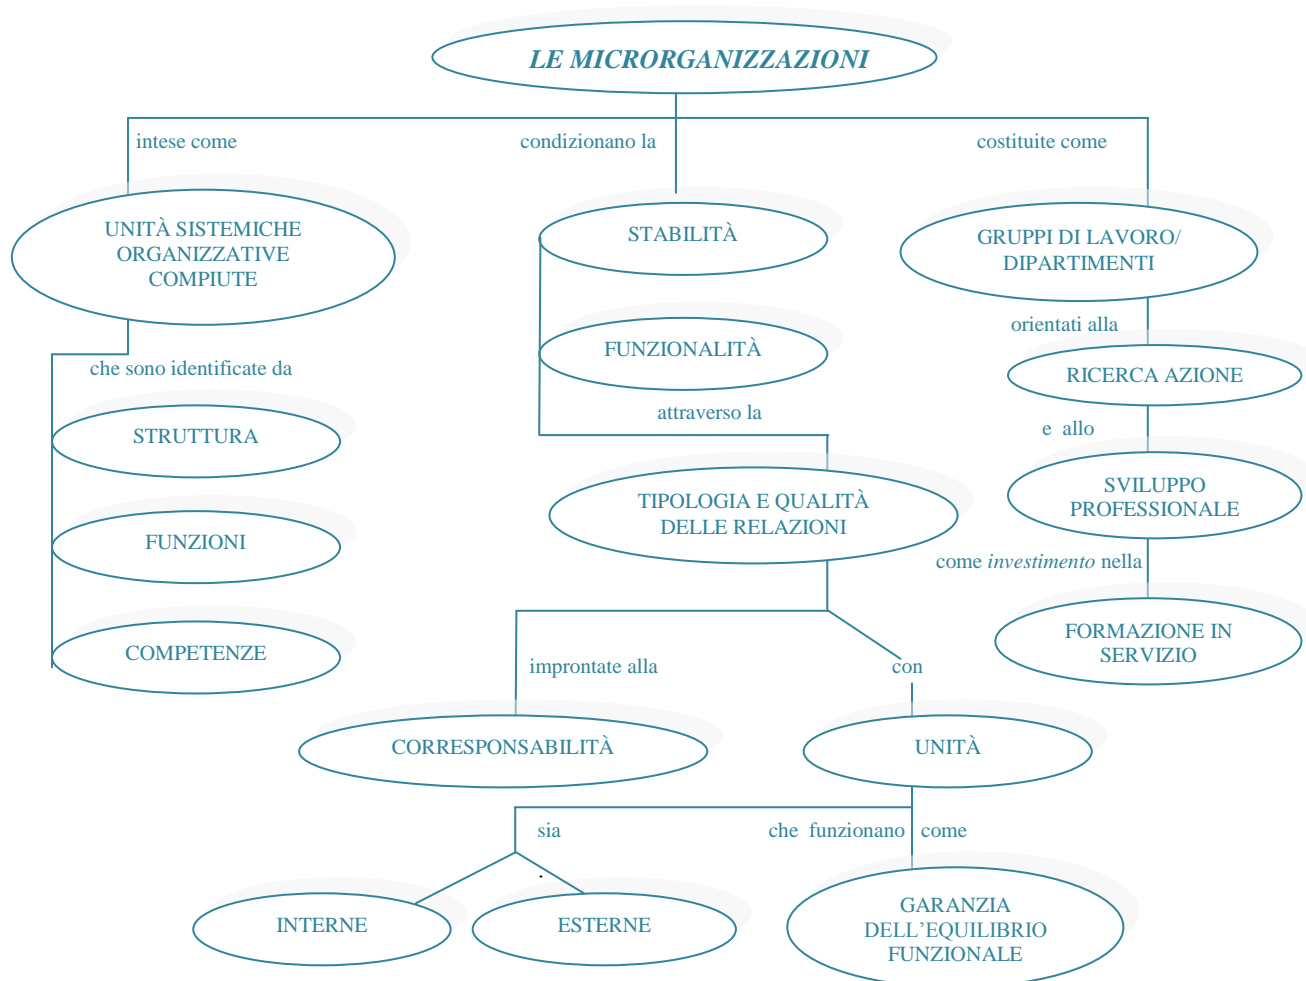 LE MICRORGANIZZAZIONI
intese come
condizionano la
costituite come
UNITÀ SISTEMICHE
ORGANIZZATIVE
COMPIUTE
STABILITÀ
GRUPPI DI LAVORO/
DIPARTIMENTI
orientati alla
che sono identificate da
FUNZIONALITÀ
RICERCA AZIONE
attraverso la
e allo
STRUTTURA
TIPOLOGIA E QUALITÀ
DELLE RELAZIONI
SVILUPPO
PROFESSIONALE
FUNZIONI
come investimento nella
COMPETENZE
FORMAZIONE IN
SERVIZIO
improntate alla
con
CORRESPONSABILITÀ
UNITÀ
sia
che funzionano come
INTERNE
ESTERNE
GARANZIA
DELL'EQUILIBRIO
FUNZIONALE